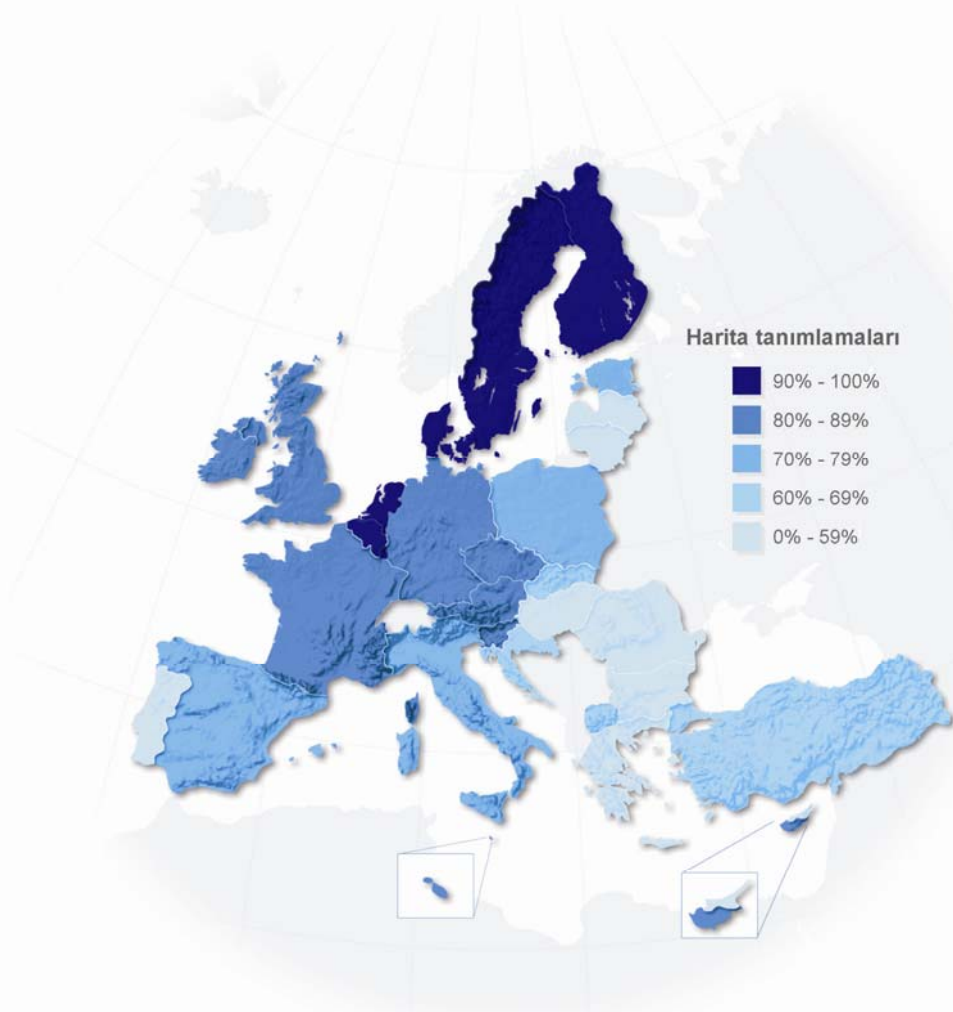 Harita tanımlamaları
90% - 100%
80% - 89%
70% - 79%
60% - 69%
0% - 59%